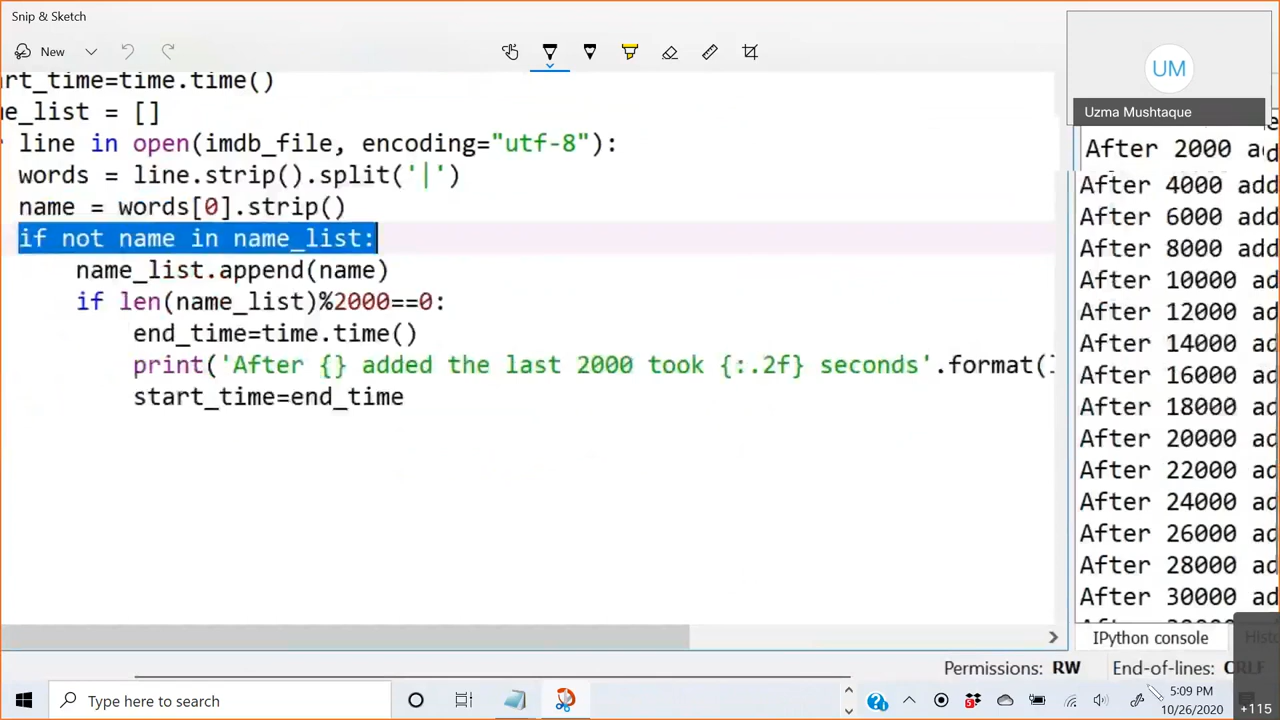 Snip & Sketch
New
UM
Uzma Mushtaque
rt_time=time.time()
e_list = []
line in open(imdb_file, encoding="utf-8"):
words = line.strip().split('|')
name = words[0].strip()
if not name in name_list:
name_list.append(name)
if len(name_list)%2000==0:
end_time=time.time()
print('After {} added the last 2000 took {:.2f} seconds'.format(
start_time=end_time
After 2000 a
After 4000 add
After 6000 add
After 8000 add
After 10000 ad
After 12000 ad
After 14000 ad
After 16000 ad
After 18000 ad
After 20000 ad
After 22000 ad
After 24000 ad
After 26000 ad
After 28000 ad
After 30000 ad
IPython console
Hist
Permissions: RW
End-of-lines: CRLF
Type here to search
5:09 PM
10/26/2020
+115